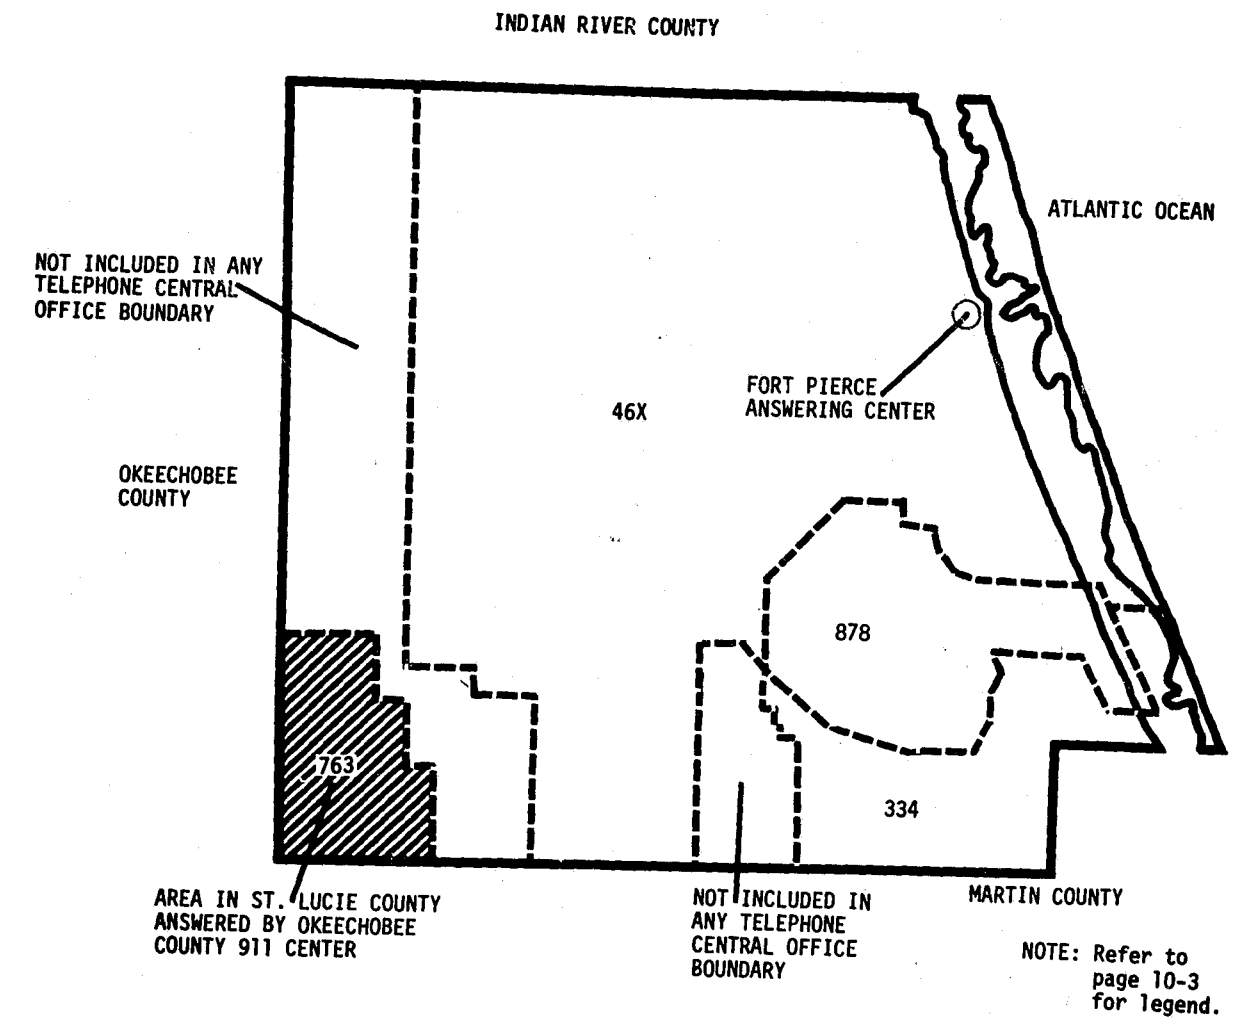 INDIAN RIVER COUNTY
ATLANTIC OCEAN
NOT INCLUDED IN ANY
TELEPHONE CENTRAL
OFFICE BOUNDARY
FORT PIERCE
ANSWERING CENTER
46X
OKEECHOBEE
COUNTY
878
763
334
AREA IN ST. LUCIE COUNTY
ANSWERED BY OKEECHOBEE
COUNTY 911 CENTER
NOT INCLUDED IN
ANY TELEPHONE
CENTRAL OFFICE
BOUNDARY
MARTIN COUNTY
NOTE: Refer to
page 10-3
for legend.